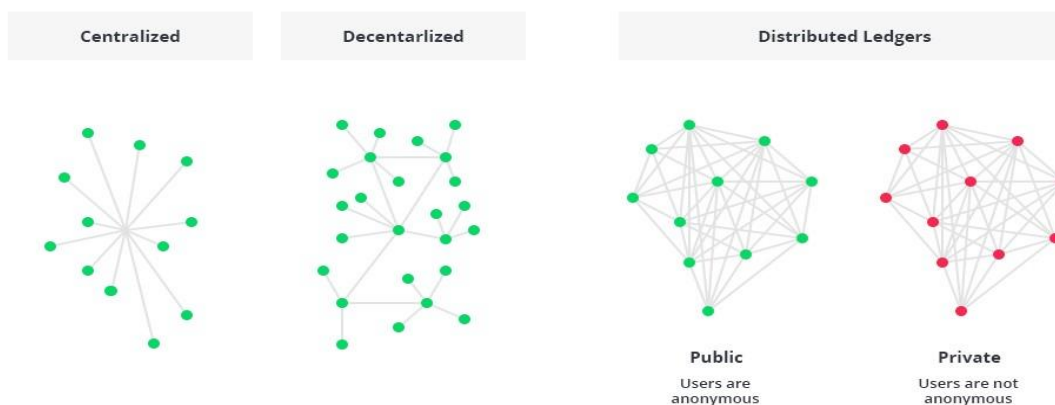 Centralized
Decentarlized
Distributed Ledgers
Public
Users are
anonymous
Private
Users are not
anonymous